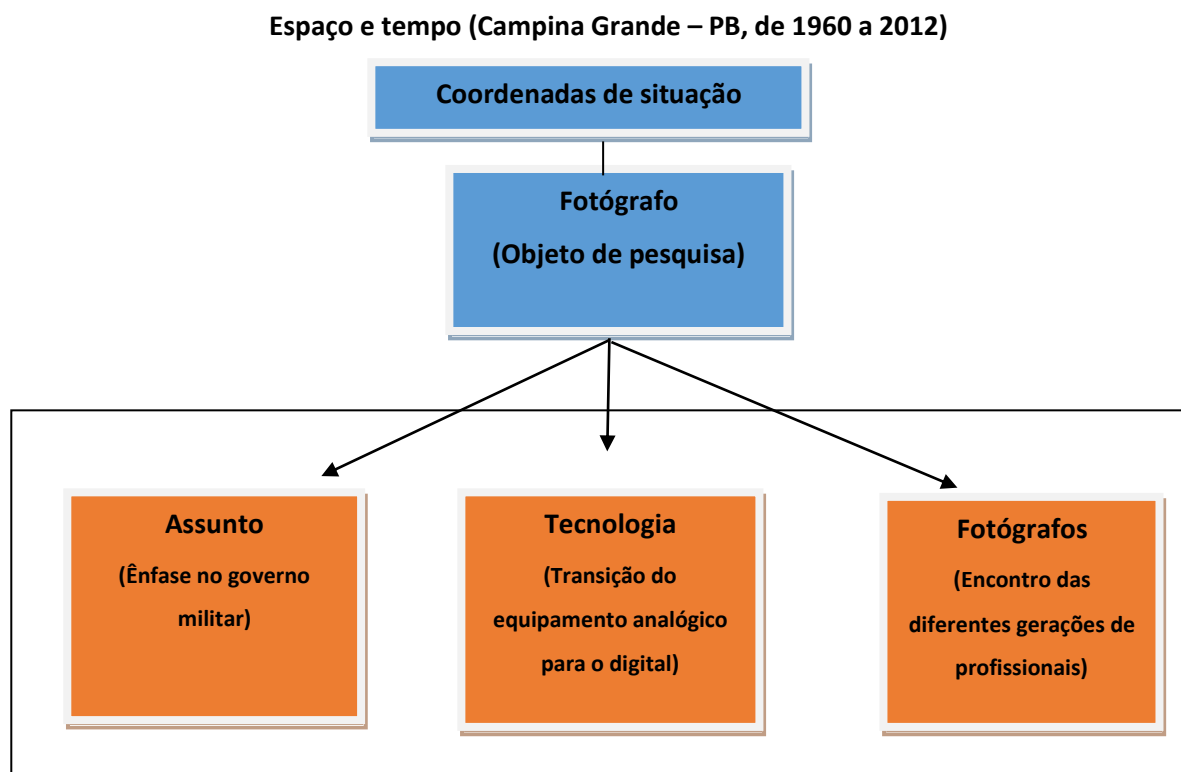 Espaço e tempo (Campina Grande – PB, de 1960 a 2012)
Coordenadas de situação
Fotógrafo
(Objeto de pesquisa)
Assunto
(Ênfase no governo
militar)
Tecnologia
(Transição do
equipamento analógico
para o digital)
Fotógrafos
(Encontro das
diferentes gerações de
profissionais)